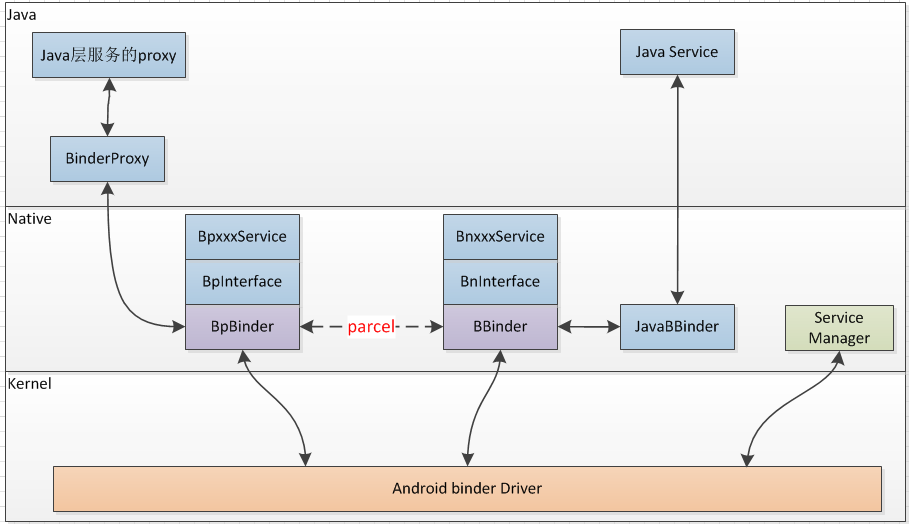 Java
Java层服务的proxy
Java Service
BinderProxy
Native
BpxxxService
BnxxxService
BpInterface
BnInterface
BpBinder
parcel
BBinder
JavaBBinder
Service
Manager
Kernel
Android binder Driver